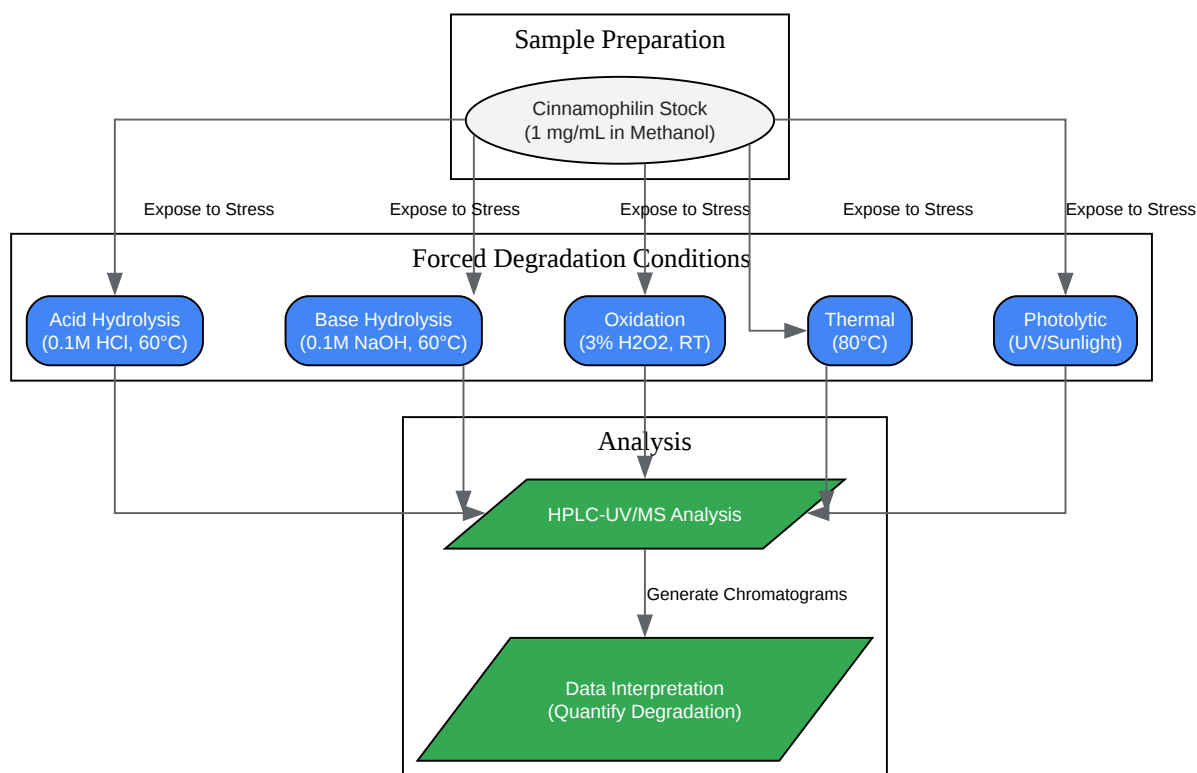 Sample Preparation
Cinnamophilin Stock
(1 mg/mL in Methanol)
Expose to Stress
Expose to Stress
Expose to Stress
Expose to Stress
Expose to Stress
Forced Degradation Conditions
Acid Hydrolysis
(0.1M HCl, 60°C)
Base Hydrolysis
(0.1M NaOH, 60°C)
Oxidation
(3% H2O2, RT)
Thermal
(80°C)
Photolytic
(UV/Sunlight)
Analysis
HPLC-UV/MS Analysis
Generate Chromatograms
Data Interpretation
(Quantify Degradation)